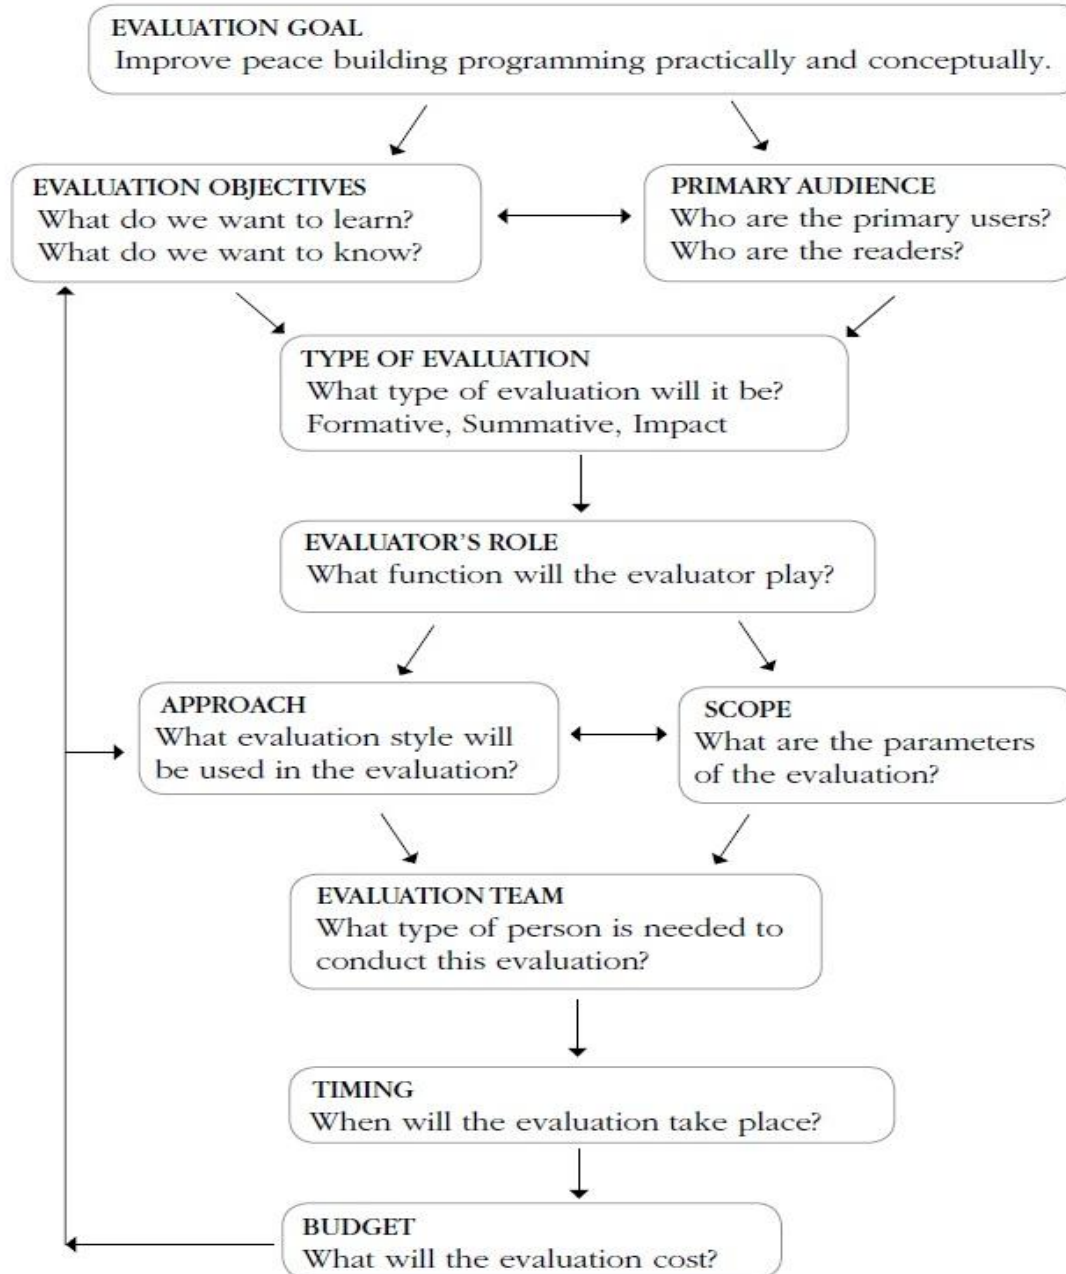 EVALUATION GOAL
Improve peace building programming practically and conceptually.
EVALUATION OBJECTIVES
What do we want to learn?
What do we want to know?
PRIMARY AUDIENCE
Who are the primary users?
Who are the readers?
TYPE OF EVALUATION
What type of evaluation will it be?
Formative, Summative, Impact
EVALUATOR'S ROLE
What function will the evaluator play?
APPROACH
What evaluation style will
be used in the evaluation?
SCOPE
What are the parameters
of the evaluation?
EVALUATION TEAM
What type of person is needed to
conduct this evaluation?
TIMING
When will the evaluation take place?
BUDGET
What will the evaluation cost?